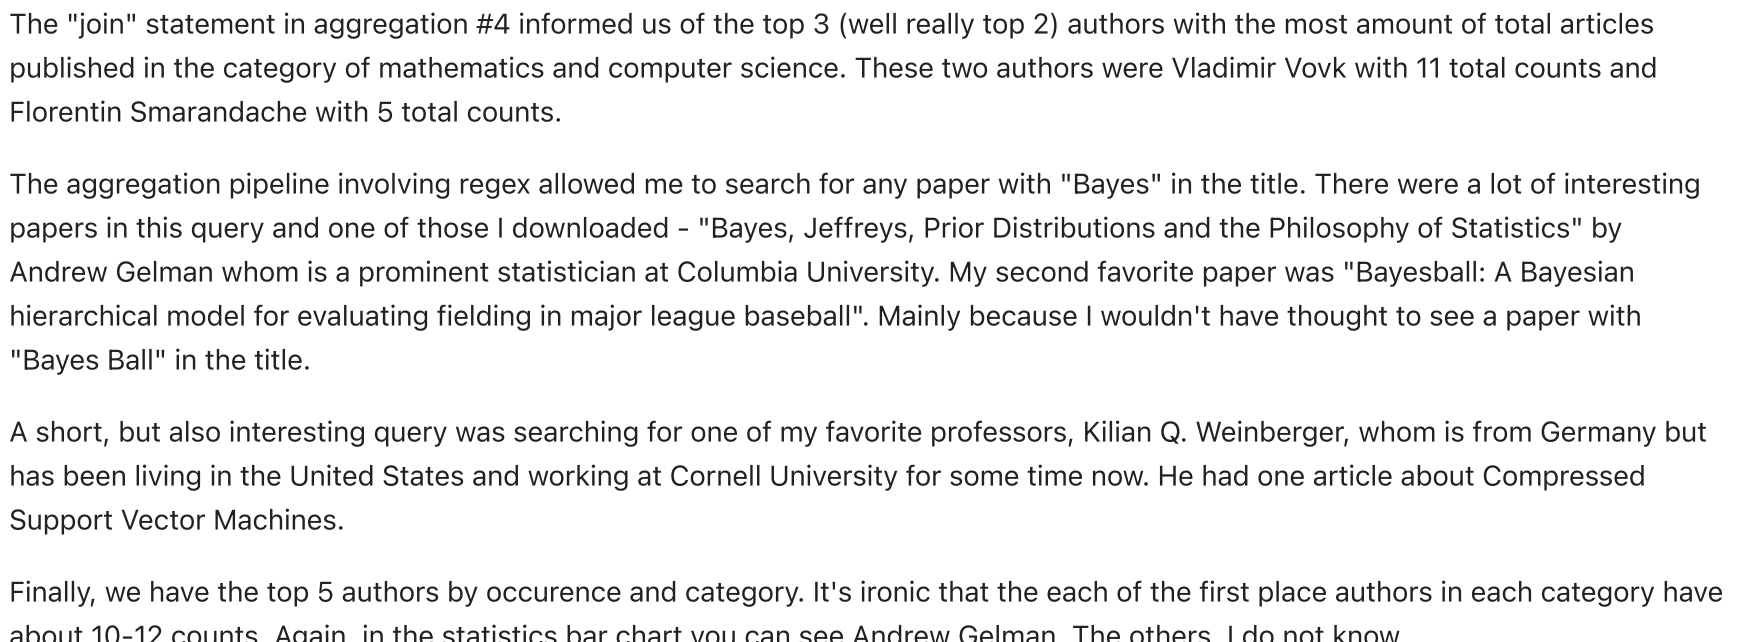 The "join" statement in aggregation #4 informed us of the top 3 (well really top 2) authors with the most amount of total articles
published in the category of mathematics and computer science. These two authors were Vladimir Vovk with 11 total counts and
Florentin Smarandache with 5 total counts.
The aggregation pipeline involving regex allowed me to search for any paper with "Bayes" in the title. There were a lot of interesting
papers in this query and one of those I downloaded - "Bayes, Jeffreys, Prior Distributions and the Philosophy of Statistics" by
Andrew Gelman whom is a prominent statistician at Columbia University. My second favorite paper was "Bayesball: A Bayesian
hierarchical model for evaluating fielding in major league baseball". Mainly because I wouldn't have thought to see a paper with
"Bayes Ball" in the title.
A short, but also interesting query was searching for one of my favorite professors, Kilian Q. Weinberger, whom is from Germany but
has been living in the United States and working at Cornell University for some time now. He had one article about Compressed
Support Vector Machines.
Finally, we have the top 5 authors by occurence and category. It's ironic that the each of the first place authors in each category have
about 10-12 counts. Again, in the statistics bar chart you can see Andrew Gelman. The others, I do not know.